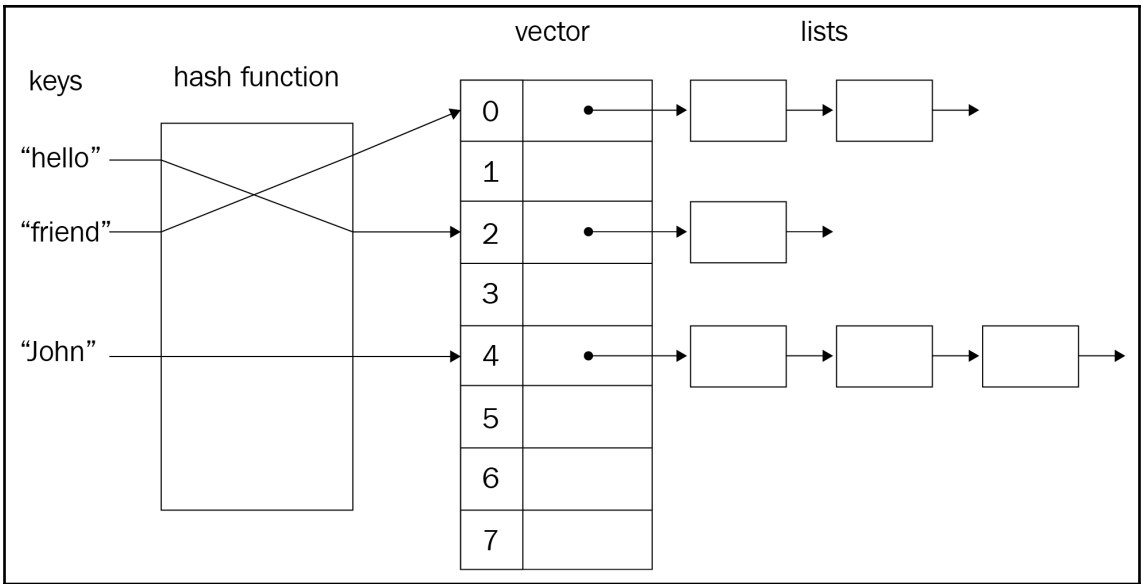 vector
lists
keys
hash function
“hello”
“friend”
“John”
0
1
2
3
4
5
6
7